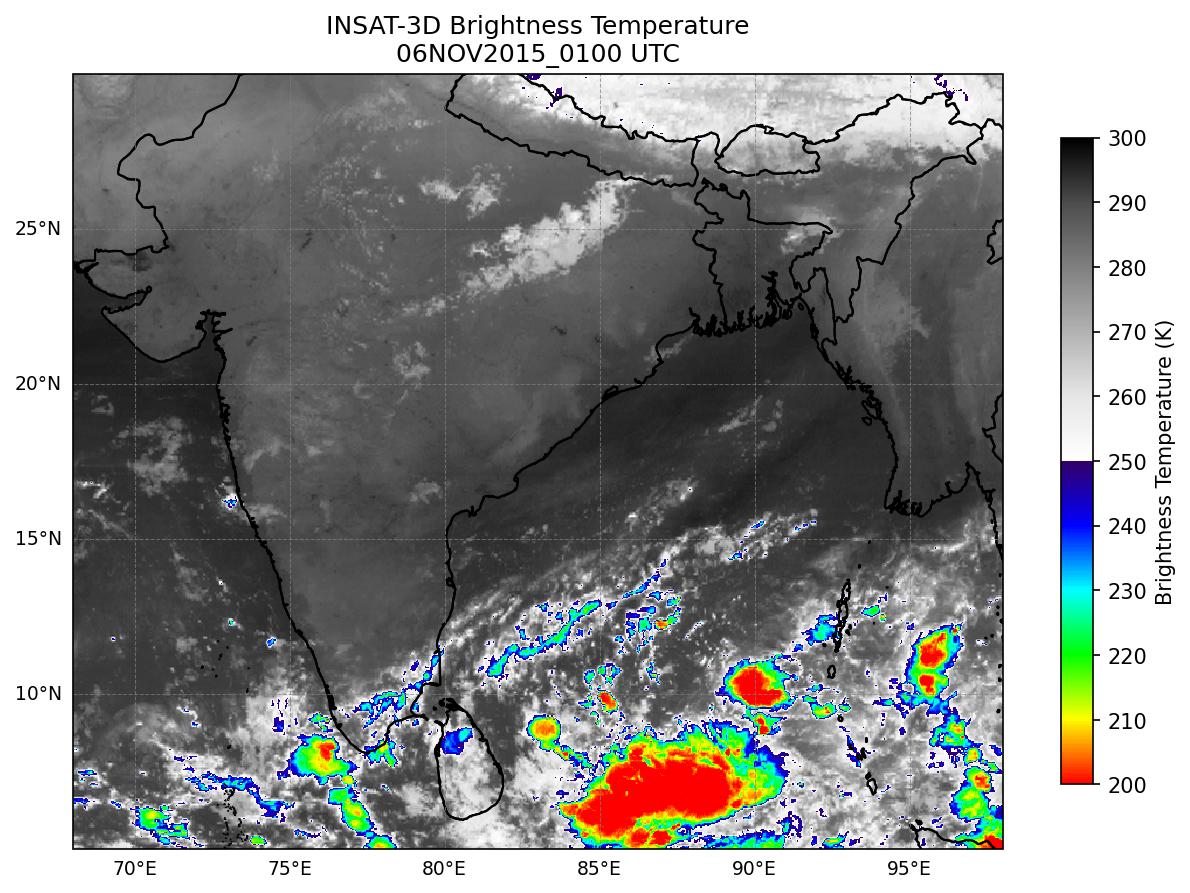 INSAT-3D Brightness Temperature
06NOV2015_0100 UTC
25°N
20°N
15°N
10°N
70°E
75°E
80°E
85°E
90°E
95°E
300
290
280
270
260
250
240
230
220
210
200
Brightness Temperature (K)